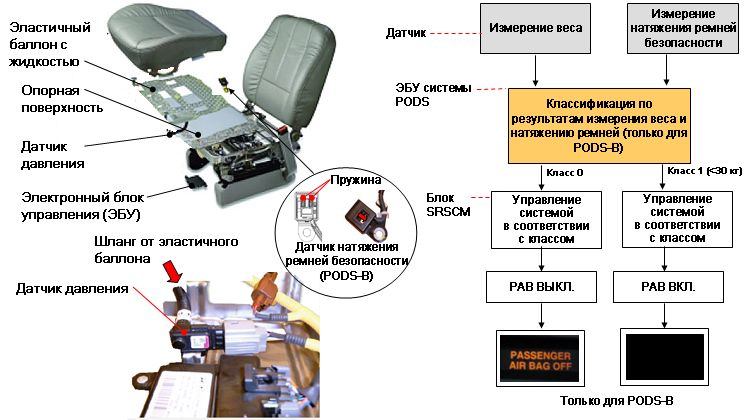 Эластичный
баллон с
жидкостью
Опорная
поверхность
Датчик
давления
Электронный блок
управления (ЭБУ)
Пружина
Датчик натяжения
ремней безопасности
(PODS-B)
Шланг от эластичного
баллона
Датчик давления
Датчик
Измерение веса
Измерение
натяжения ремней
безопасности
ЭБУ системы
PODS
Классификация по
результатам измерения веса и
натяжению ремней (только для
PODS-B)
Класс 0
Класс 1 (<30 кг)
Блок
SRSCM
Управление
системой
в соответствии
с классом
Управление
системой
в соответствии
с классом
PAB ВЫКЛ.
PAB ВКЛ.
PASSENGER
AIR BAG OFF
Только для PODS-B